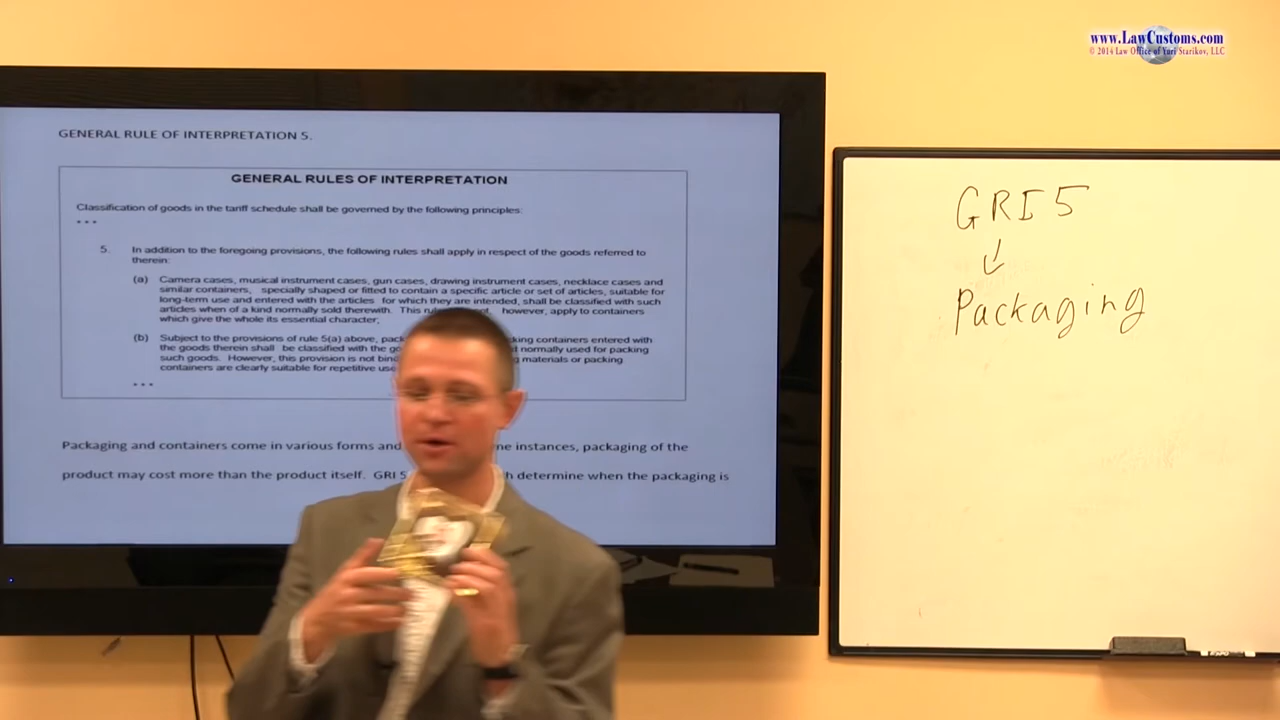 www.LawCustoms.com
© 2014 Law Office of Yuri Starikov, LLC
GENERAL RULE OF INTERPRETATION 5.
GENERAL RULES OF INTERPRETATION
Classification of goods in the tariff schedule shall be governed by the following principles:
* * *
5. In addition to the foregoing provisions, the following rules shall apply in respect of the goods referred to
therein:
(a) Camera cases, musical instrument cases, gun cases, drawing instrument cases, necklace cases and
similar containers, specially shaped or fitted to contain a specific article or set of articles, suitable for
long-term use and entered with the articles for which they are intended, shall be classified with such
articles when of a kind normally sold therewith. This however, apply to containers
which give the whole its essential character;
(b) Subject to the provisions of rule 5(a) above, containers entered with
the goods therein shall be classified with the normally used for packing
such goods. However, this provision is not materials or packing
containers are clearly suitable for repetitive
* * *
Packaging and containers come in various forms and instances, packaging of the
product may cost more than the product itself. GRI determine when the packaging is
GRI 5
↓
Packaging